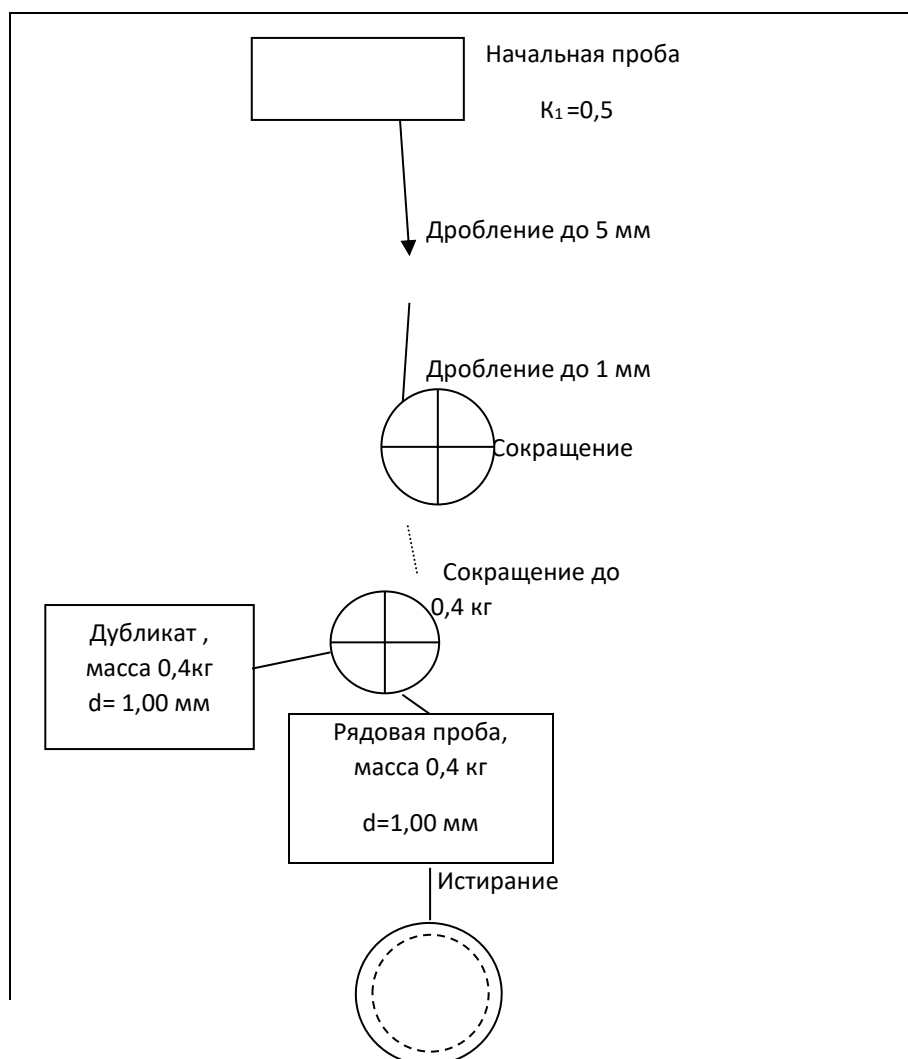 Начальная проба
K₁ =0,5
Дробление до 5 мм
Дробление до 1 мм
Сокращение
Сокращение до
0,4 кг
Дубликат ,
масса 0,4кг
d= 1,00 мм
Рядовая проба,
масса 0,4 кг
d=1,00 мм
Истирание